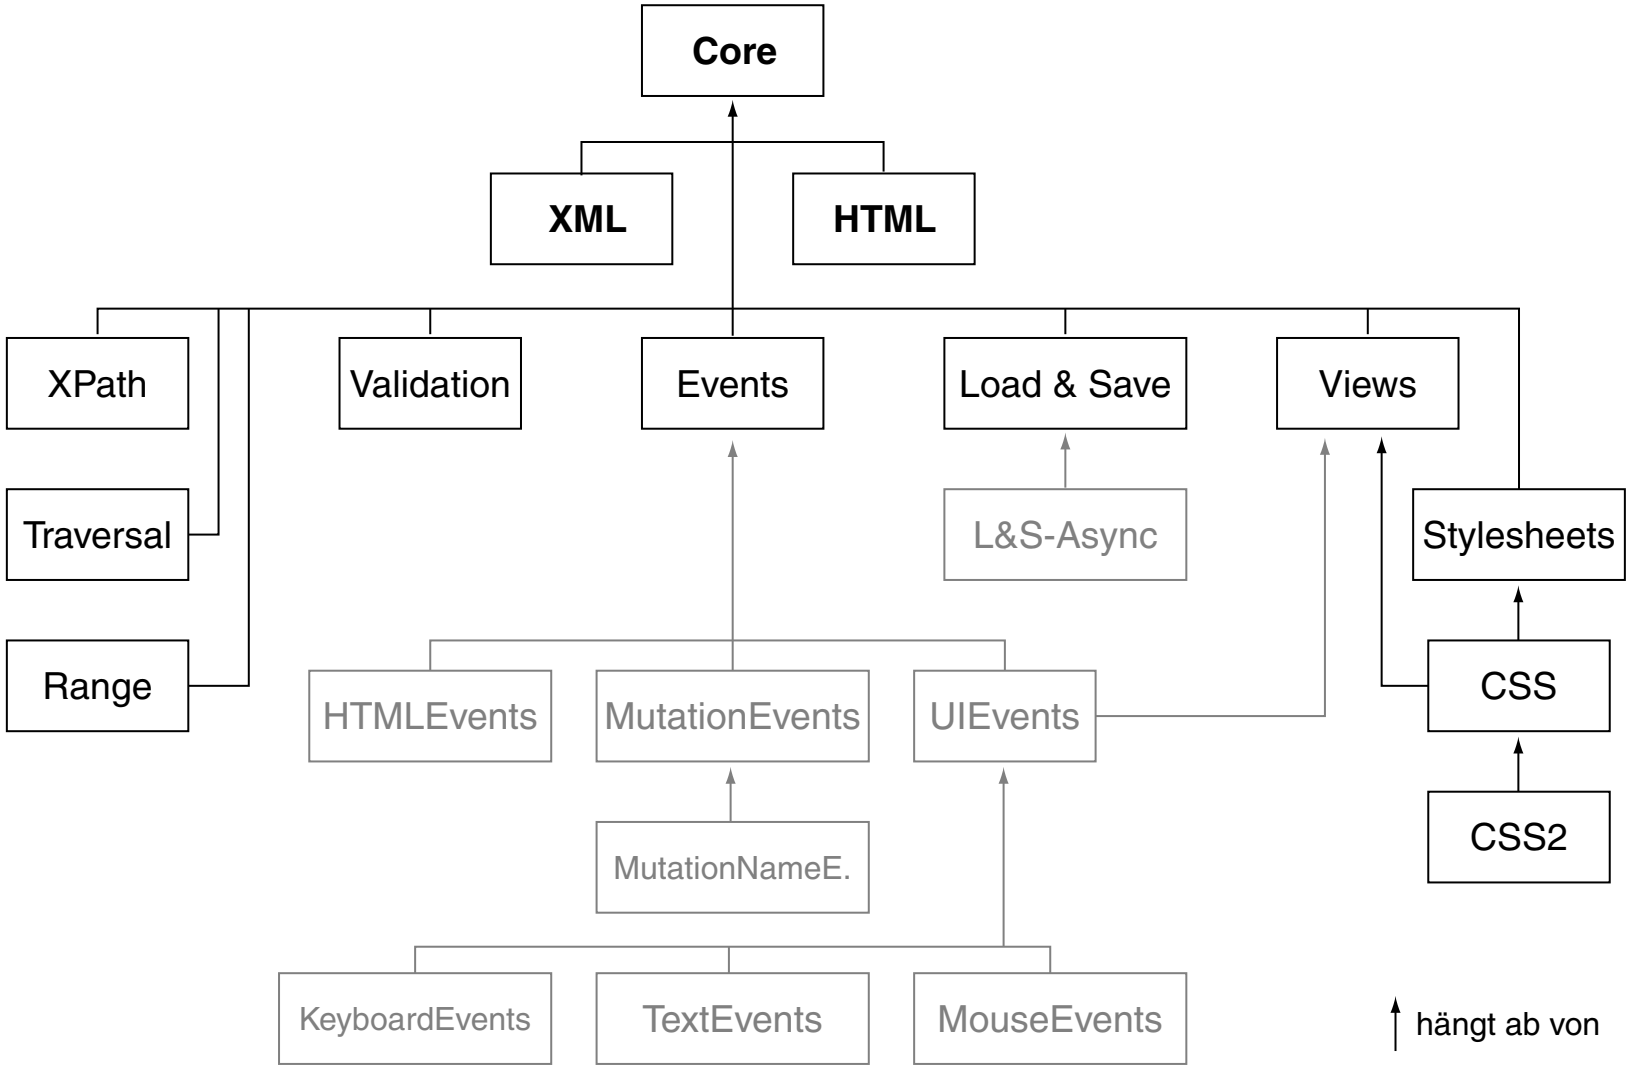 Core
XML
HTML
XPath
Validation
Events
Load & Save
Views
Traversal
L&S-Async
Stylesheets
Range
HTMLEvents
MutationEvents
UIEvents
CSS
MutationNameE.
CSS2
KeyboardEvents
TextEvents
MouseEvents
hängt ab von